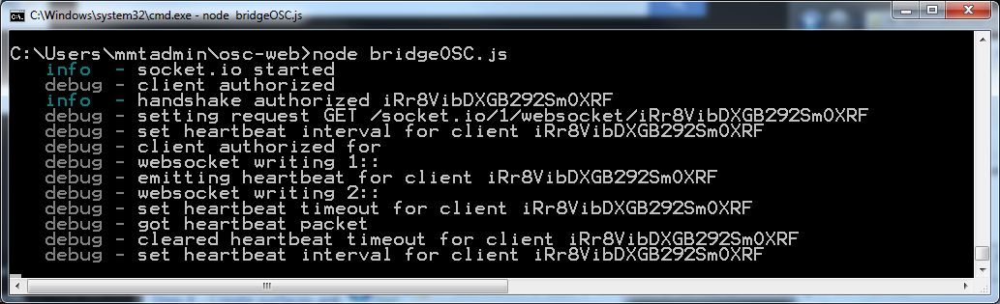 C:\Windows\system32\cmd.exe - node  bridgeOSC.js
C:\Users\mmtadmin\osc-web>node bridgeOSC.js
info  - socket.io started
debug - client authorized
info  - handshake authorized iRr8VibDXGB292Sm0XRF
debug - setting request GET /socket.io/1/websocket/iRr8VibDXGB292Sm0XRF
debug - set heartbeat interval for client iRr8VibDXGB292Sm0XRF
debug - client authorized for
debug - websocket writing 1::
debug - emitting heartbeat for client iRr8VibDXGB292Sm0XRF
debug - websocket writing 2::
debug - set heartbeat timeout for client iRr8VibDXGB292Sm0XRF
debug - got heartbeat packet
debug - cleared heartbeat timeout for client iRr8VibDXGB292Sm0XRF
debug - set heartbeat interval for client iRr8VibDXGB292Sm0XRF